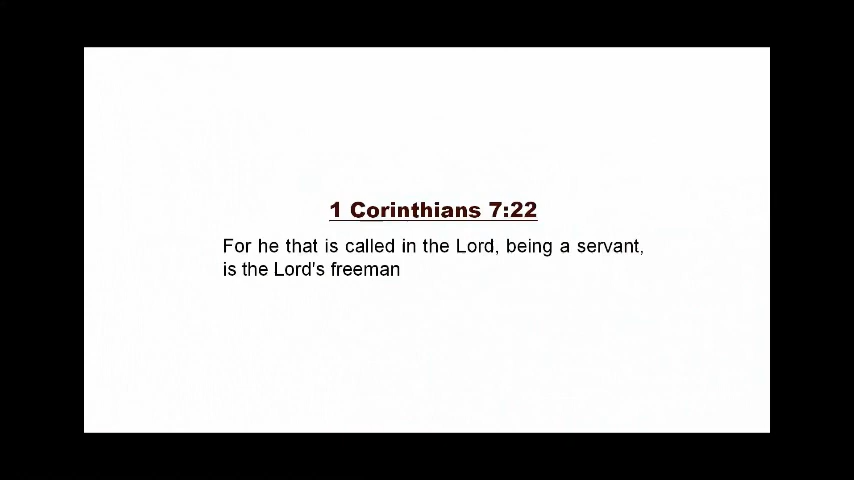 1 Corinthians 7:22
For he that is called in the Lord, being a servant,
is the Lord's freeman